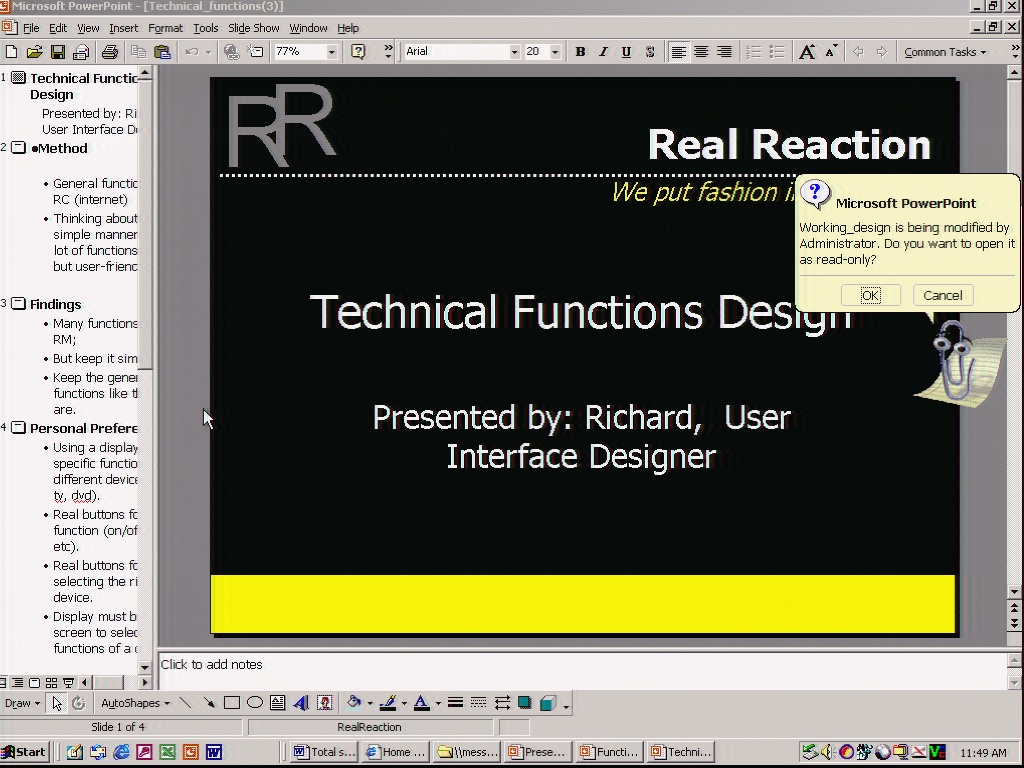 Microsoft PowerPoint - [Technical_functions(3)]
File Edit View Insert Format Tools Slide Show Window Help
77% Arial 20 B I U S A A Common Tasks
1 Technical Functic
Design
Presented by: Ri
User Interface D
2 •Method
• General functic
RC (internet)
• Thinking about
simple manner
lot of functions
but user-frienc
3 Findings
• Many functions
RM;
• But keep it sim
• Keep the gene
functions like t
are.
4 Personal Prefere
• Using a display
specific functio
different device
tv, dvd).
• Real buttons fo
function (on/of
etc).
• Real buttons fo
selecting the ri
device.
• Display must b
screen to selec
functions of a
RR
Real Reaction
We put fashion i
Technical Functions Design
Presented by: Richard, User
Interface Designer
Microsoft PowerPoint
Working_design is being modified by
Administrator. Do you want to open it
as read-only?
OK Cancel
Click to add notes
Draw AutoShapes
Slide 1 of 4 RealReaction
Start Total s... Home ... \\mess... Prese... Functi... Techni... 11:49 AM